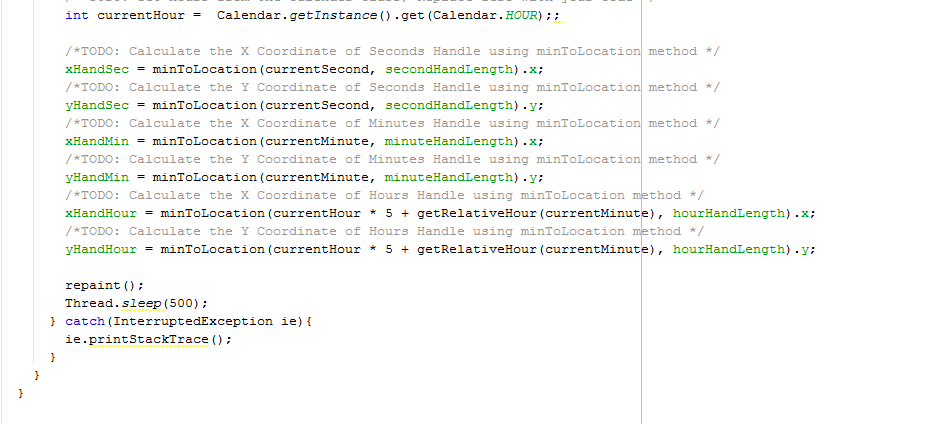 int currentHour =  Calendar.getInstance().get(Calendar.HOUR);;
/*TODO: Calculate the X Coordinate of Seconds Handle using minToLocation method */
xHandSec = minToLocation(currentSecond, secondHandLength).x;
/*TODO: Calculate the Y Coordinate of Seconds Handle using minToLocation method */
yHandSec = minToLocation(currentSecond, secondHandLength).y;
/*TODO: Calculate the X Coordinate of Minutes Handle using minToLocation method */
xHandMin = minToLocation(currentMinute, minuteHandLength).x;
/*TODO: Calculate the Y Coordinate of Minutes Handle using minToLocation method */
yHandMin = minToLocation(currentMinute, minuteHandLength).y;
/*TODO: Calculate the X Coordinate of Hours Handle using minToLocation method */
xHandHour = minToLocation(currentHour * 5 + getRelativeHour(currentMinute), hourHandLength).x;
/*TODO: Calculate the Y Coordinate of Hours Handle using minToLocation method */
yHandHour = minToLocation(currentHour * 5 + getRelativeHour(currentMinute), hourHandLength).y;
repaint();
Thread.sleep(500);
} catch(InterruptedException ie){
ie.printStackTrace();
}
}
}